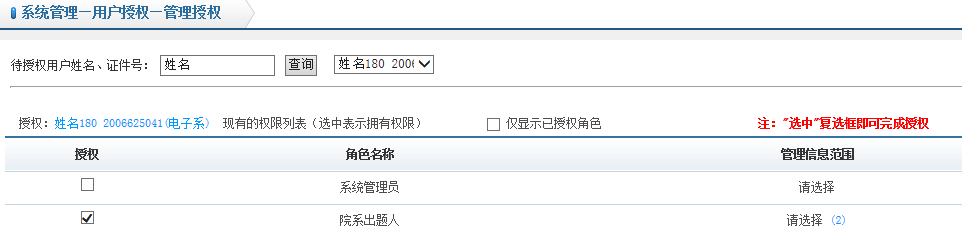 系统管理—用户授权—管理授权
待授权用户姓名、证件号： 姓名 查询 姓名180 2006
授权：姓名180 2006625041(电子系) 现有的权限列表（选中表示拥有权限） 仅显示已授权角色 注："选中"复选框即可完成授权
授权 角色名称 管理信息范围
系统管理员 请选择
院系出题人 请选择 (2)